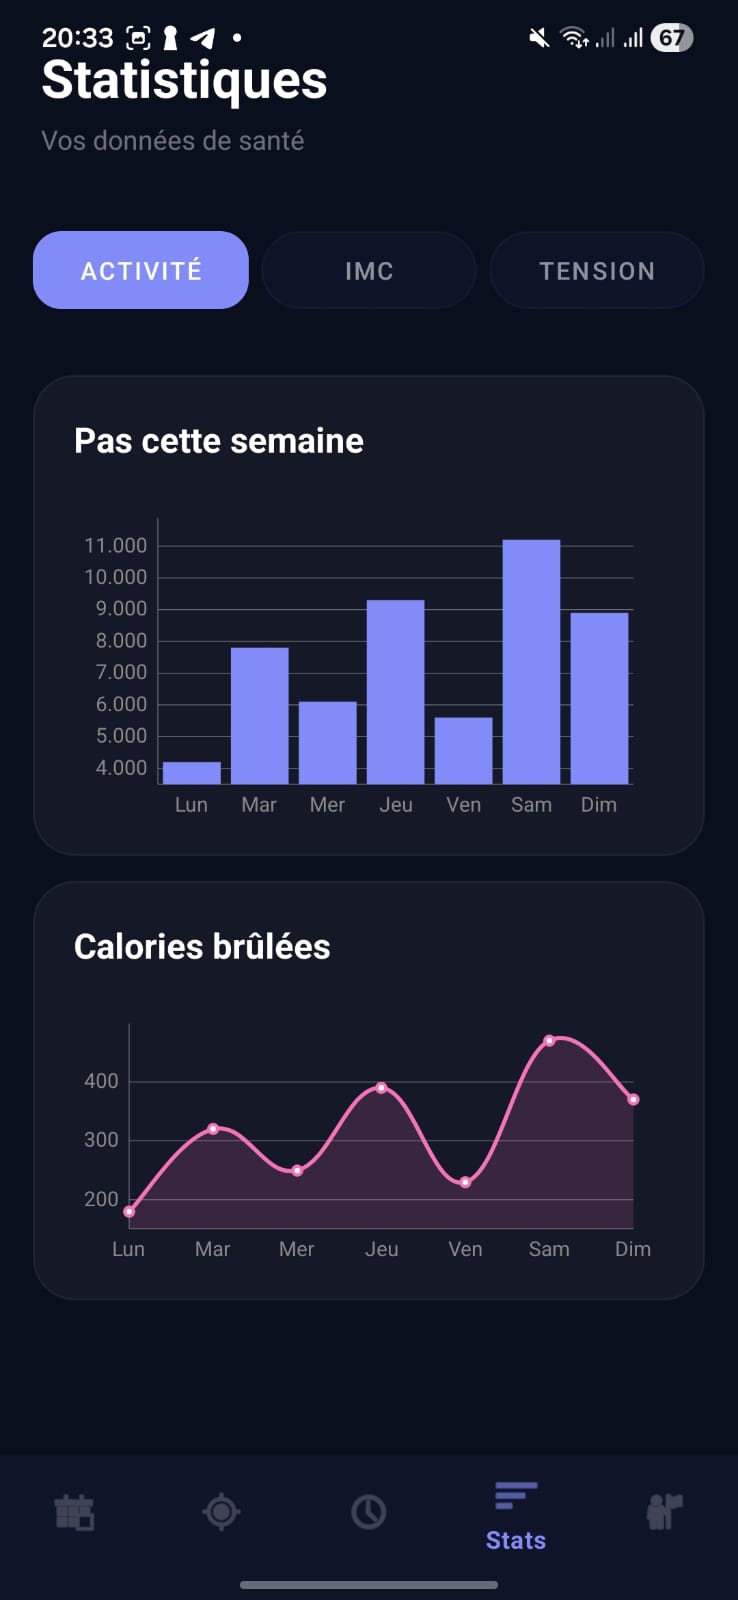 20:33
67
Statistiques
Vos données de santé
ACTIVITÉ IMC TENSION
Pas cette semaine
11.000
10.000
9.000
8.000
7.000
6.000
5.000
4.000
Lun Mar Mer Jeu Ven Sam Dim
Calories brûlées
400
300
200
Lun Mar Mer Jeu Ven Sam Dim
Stats